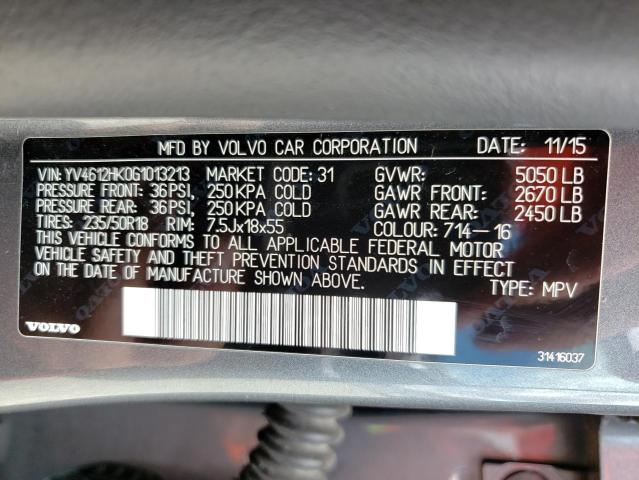 MFD BY VOLVO CAR CORPORATION DATE: 11/15
VIN: YV4612HK0G1013213 MARKET CODE: 31 GVWR: 5050 LB
PRESSURE FRONT: 36 PSI, 250 KPA COLD GAWR FRONT: 2670 LB
PRESSURE REAR: 36 PSI, 250 KPA COLD GAWR REAR: 2450 LB
TIRES: 235/50R18 RIM: 7.5Jx18x55 COLOUR: 714-16
THIS VEHICLE CONFORMS TO ALL APPLICABLE FEDERAL MOTOR
VEHICLE SAFETY AND THEFT PREVENTION STANDARDS IN EFFECT
ON THE DATE OF MANUFACTURE SHOWN ABOVE.
TYPE: MPV
VOLVO
31416037